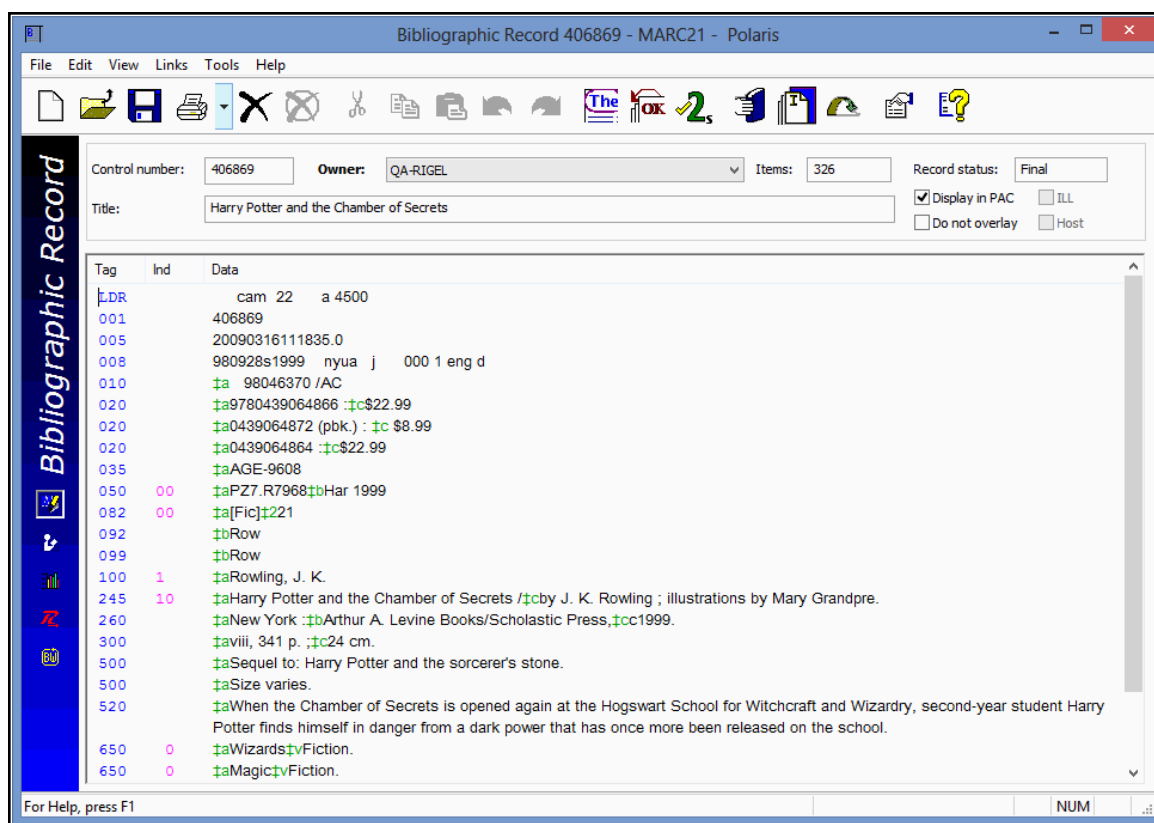 Bibliographic Record 406869 - MARC21 - Polaris
File Edit View Links Tools Help
The OK 2s
Bibliographic Record
Control number: 406869 Owner: QA-RIGEL Items: 326 Record status: Final
Title: Harry Potter and the Chamber of Secrets
Display in PAC ILL
Do not overlay Host
Tag Ind Data
LDR cam 22 a 4500
001 406869
005 20090316111835.0
008 980928s1999 nyua j 000 1 eng d
010 ‡a 98046370 /AC
020 ‡a9780439064866 :‡c$22.99
020 ‡a0439064872 (pbk.) : ‡c $8.99
020 ‡a0439064864 :‡c$22.99
035 ‡aAGE-9608
050 00 ‡aPZ7.R7968‡bHar 1999
082 00 ‡a[Fic]‡221
092 ‡bRow
099 ‡bRow
100 1 ‡aRowling, J. K.
245 10 ‡aHarry Potter and the Chamber of Secrets /‡cby J. K. Rowling ; illustrations by Mary Grandpre.
260 ‡aNew York :‡bArthur A. Levine Books/Scholastic Press,‡cc1999.
300 ‡aviii, 341 p. ;‡c24 cm.
500 ‡aSequel to: Harry Potter and the sorcerer's stone.
500 ‡aSize varies.
520 ‡aWhen the Chamber of Secrets is opened again at the Hogswart School for Witchcraft and Wizardry, second-year student Harry
Potter finds himself in danger from a dark power that has once more been released on the school.
650 0 ‡aWizards‡vFiction.
650 0 ‡aMagic‡vFiction.
For Help, press F1 NUM